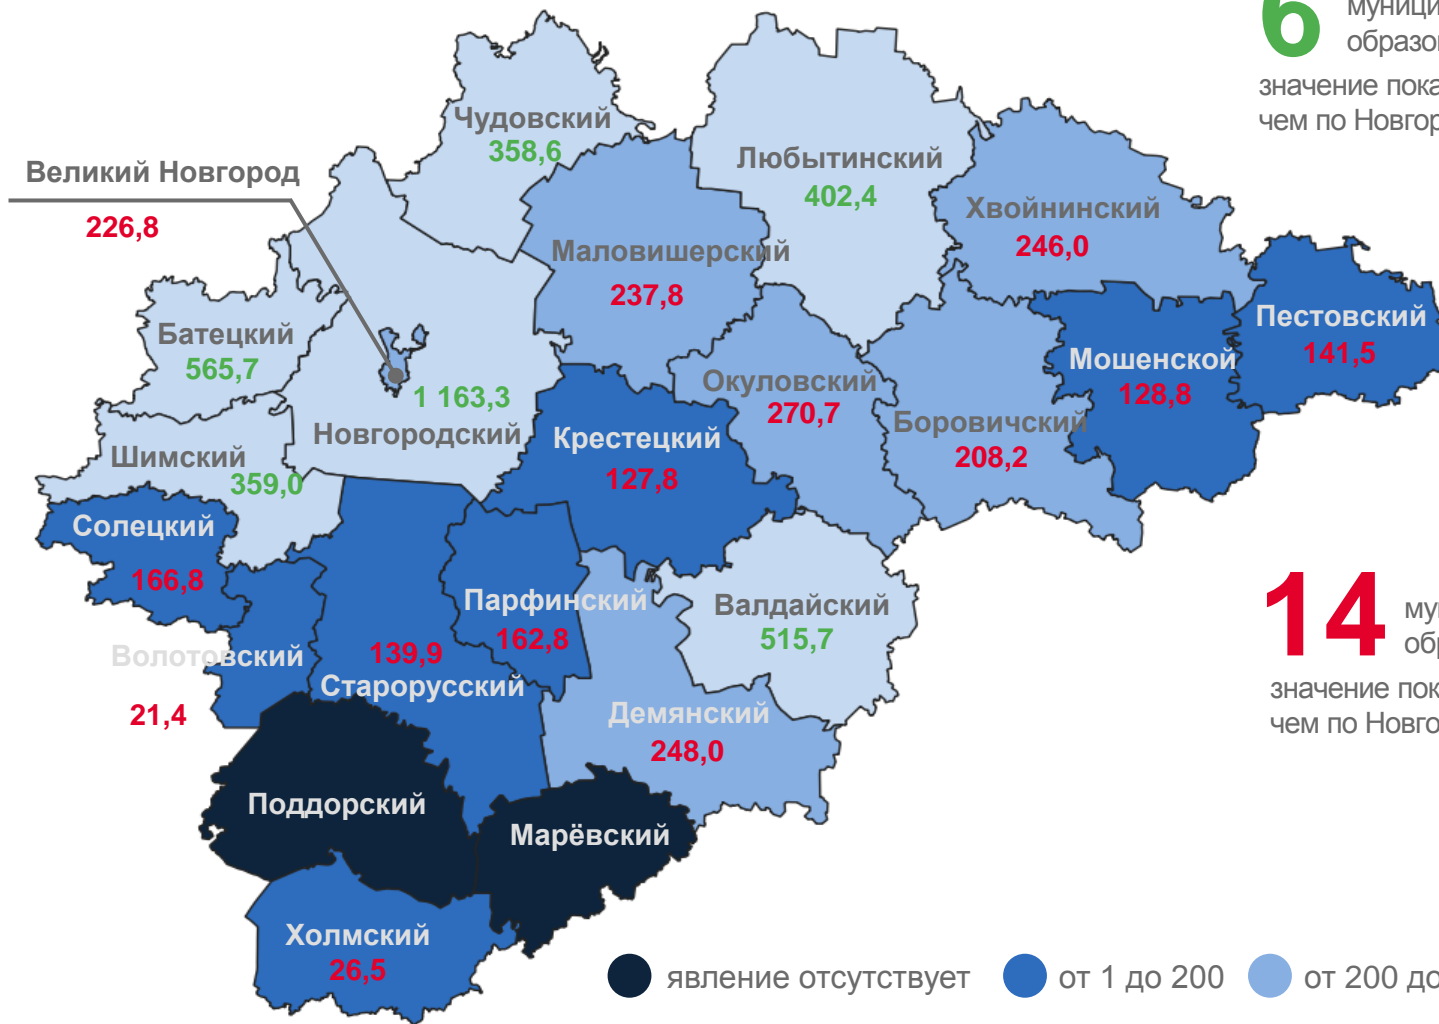 6
образо
значение пока
чем по Новгор
Чудовский
358,6
Великий Новгород
226,8
Любытинский
402,4
Хвойнинский
246,0
Маловишерский
237,8
Батецкий
565,7
Пестовский
141,5
Мошенской
128,8
Окуловский
270,7
1 163,3
Новгородский
Боровичский
208,2
Крестецкий
127,8
Шимский
359,0
Солецкий
166,8
14
му
об
значение пок
чем по Новго
Парфинский
162,8
Валдайский
515,7
Волотовский
21,4
139,9
Старорусский
Демянский
248,0
Поддорский
Марёвский
Холмский
26,5
явление отсутствует
от 1 до 200
от 200 до